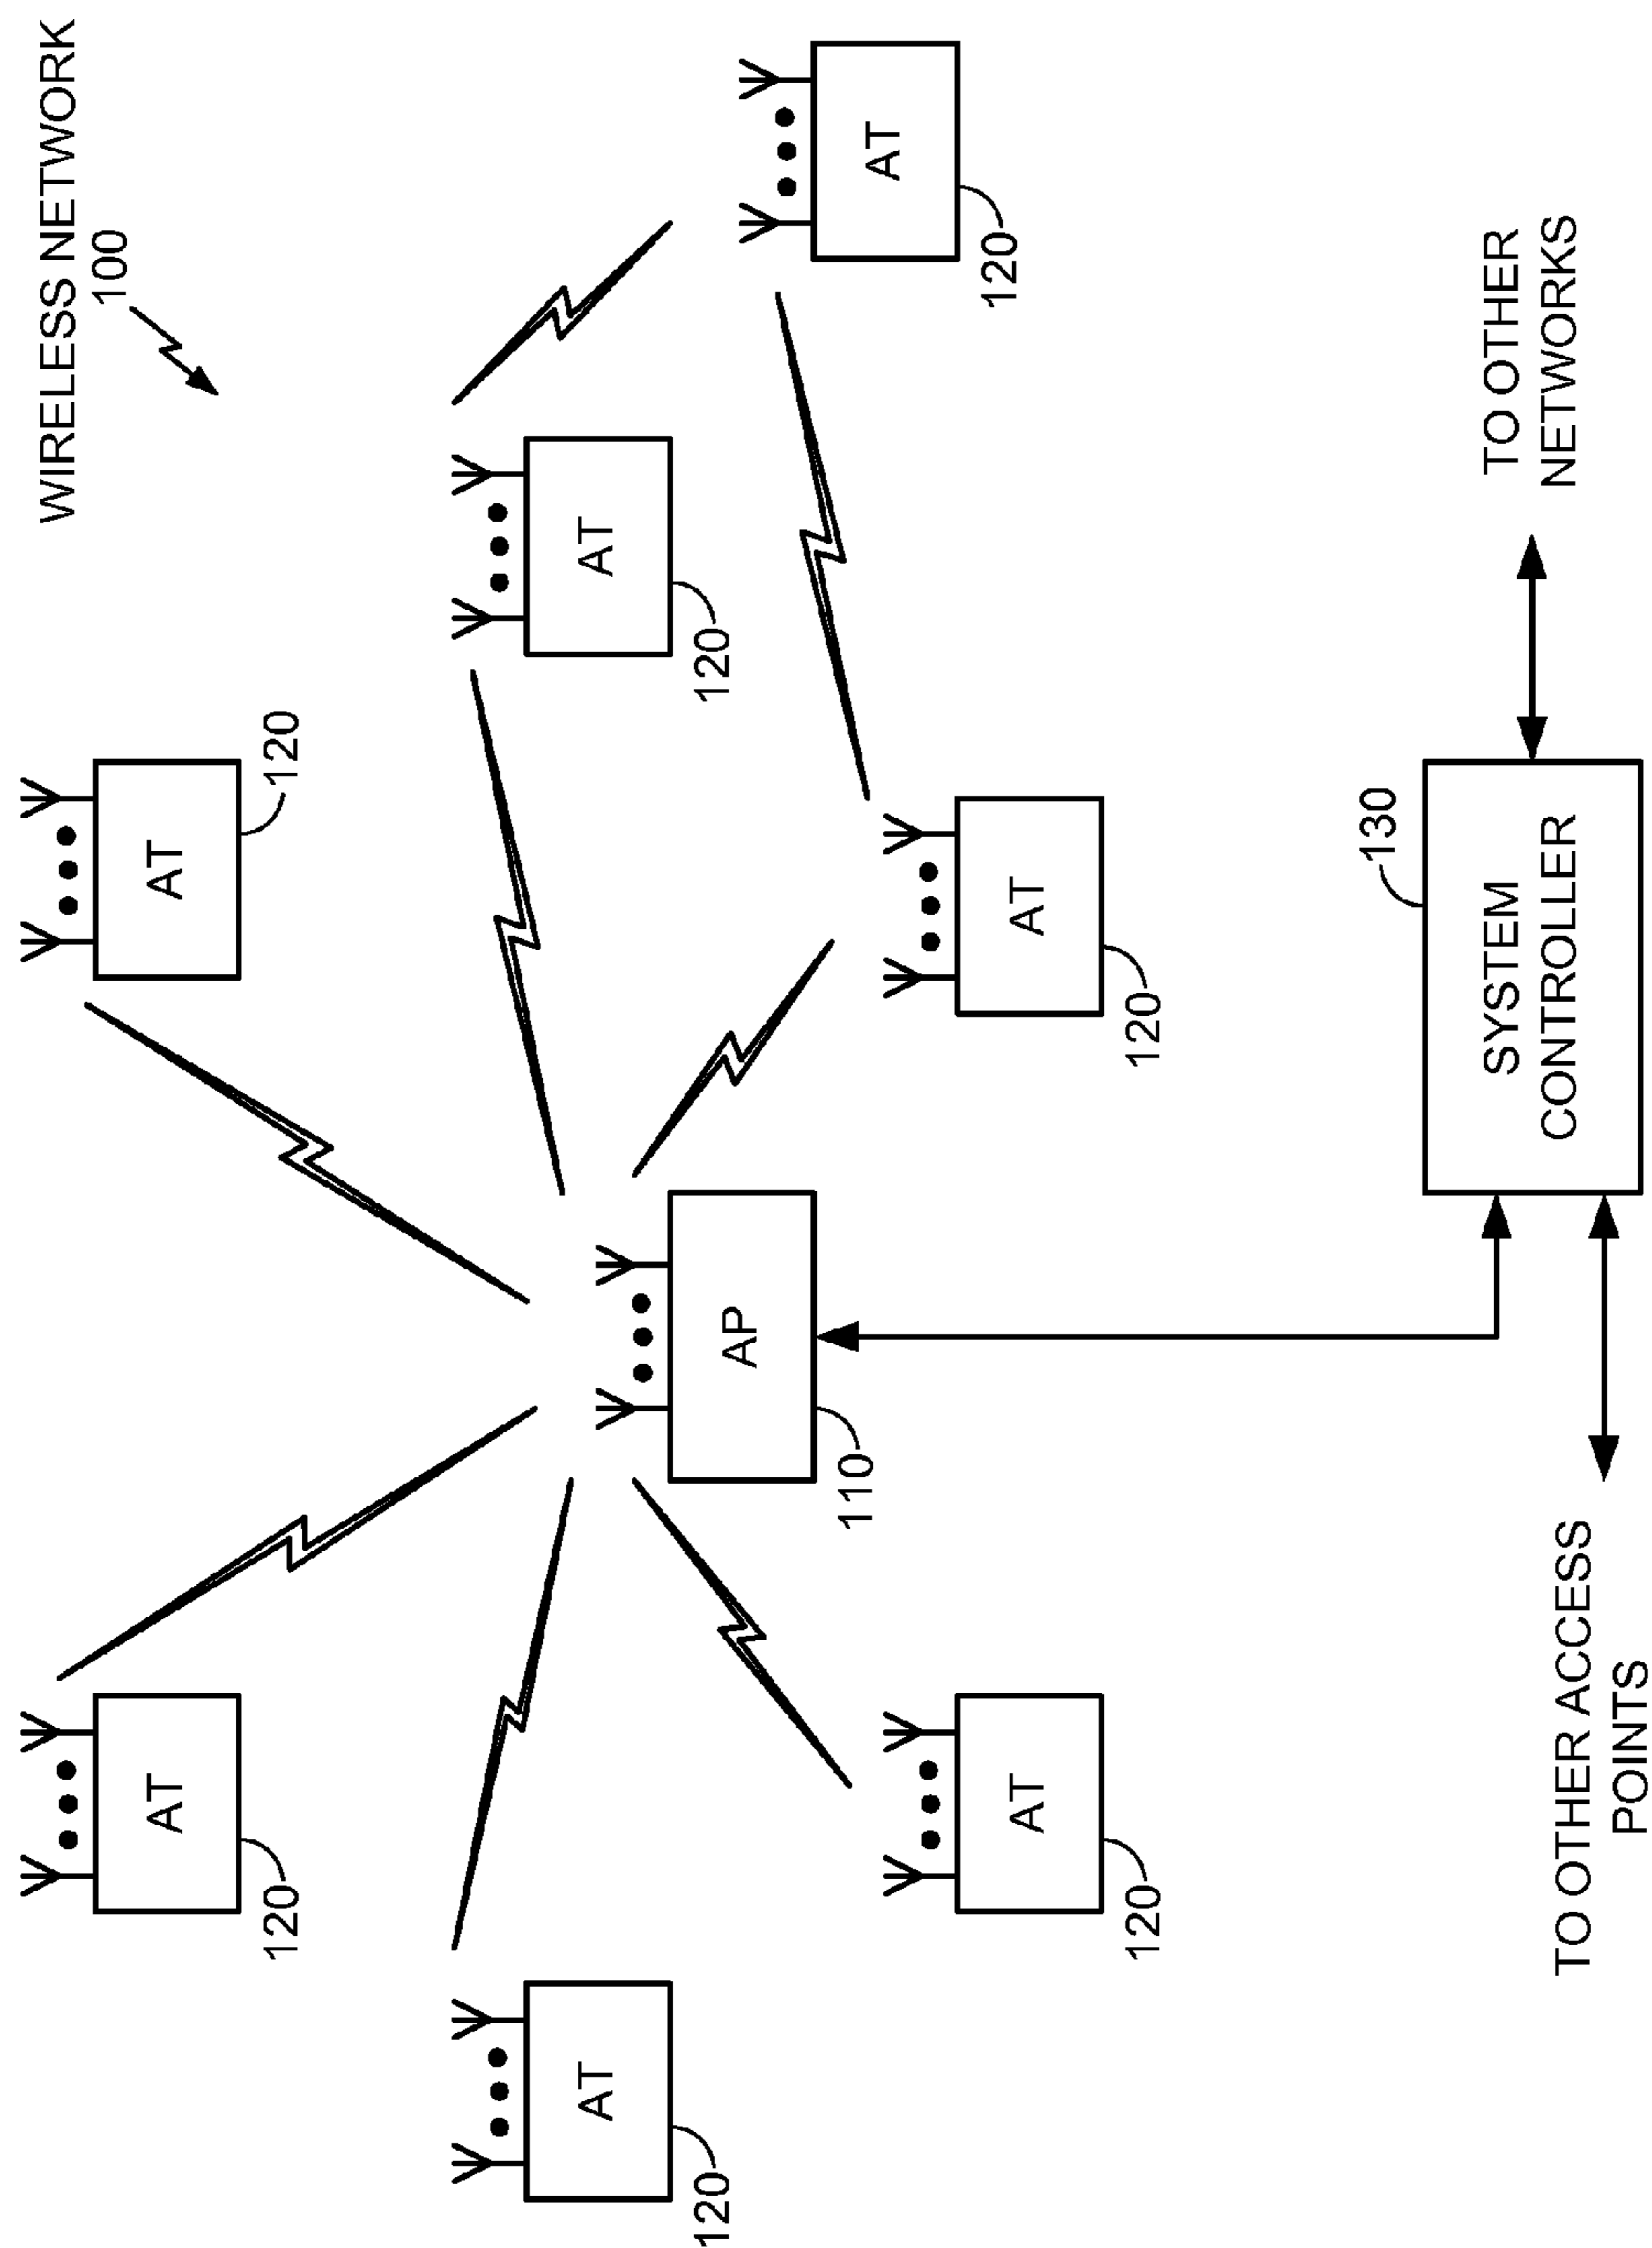 WIRELESS NETWORK
100
AT
120
AT
120
AT
120
AT
120
AP
110
AT
120
AT
120
AT
120
130
SYSTEM
CONTROLLER
TO OTHER
NETWORKS
TO OTHER ACCESS
POINTS